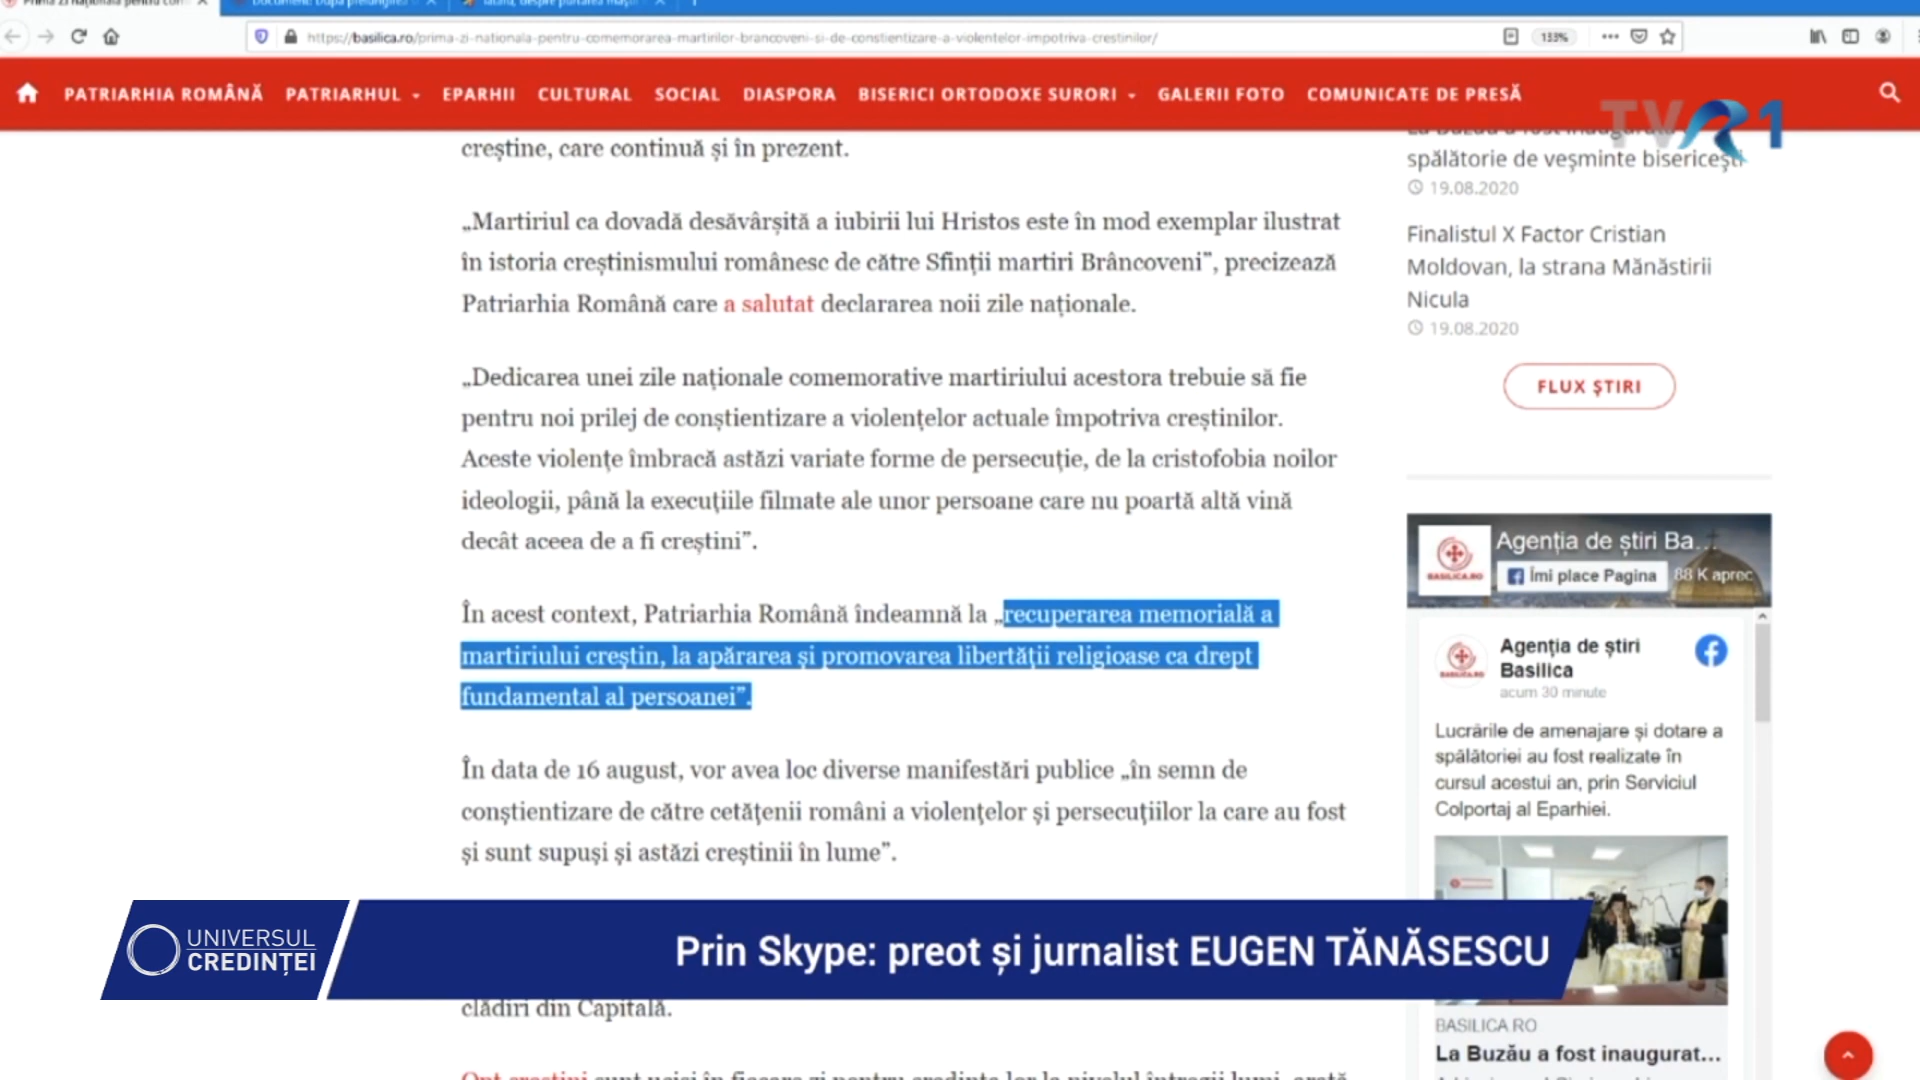 https://basilica.ro/prima-zi-nationala-pentru-comemorarea-martirilor-brancoveni-si-de-constientizare-a-violentelor-impotriva-crestinilor/
133%
PATRIARHIA ROMÂNĂ PATRIARHUL EPARHII CULTURAL SOCIAL DIASPORA BISERICI ORTODOXE SURORI GALERII FOTO COMUNICATE DE PRESĂ
TVR1
creștine, care continuă și în prezent.
„Martiriul ca dovadă desăvârșită a iubirii lui Hristos este în mod exemplar ilustrat
în istoria creștinismului românesc de către Sfinții martiri Brâncoveni”, precizează
Patriarhia Română care a salutat declararea noii zile naționale.
„Dedicarea unei zile naționale comemorative martiriului acestora trebuie să fie
pentru noi prilej de conștientizare a violențelor actuale împotriva creștinilor.
Aceste violențe îmbracă astăzi variate forme de persecuție, de la cristofobia noilor
ideologii, până la execuțiile filmate ale unor persoane care nu poartă altă vină
decât aceea de a fi creștini”.
În acest context, Patriarhia Română îndeamnă la „recuperarea memorială a
martiriului creștin, la apărarea și promovarea libertății religioase ca drept
fundamental al persoanei”.
În data de 16 august, vor avea loc diverse manifestări publice „în semn de
conștientizare de către cetățenii români a violențelor și persecuțiilor la care au fost
și sunt supuși și astăzi creștinii în lume”.
clădiri din Capitală.
Opt creștini sunt uciși în fiecare zi pentru credința lor la nivelul întregii lumi, arată
La Buzău a fost inaugurată
spălătorie de veșminte bisericești
19.08.2020
Finalistul X Factor Cristian
Moldovan, la strana Mănăstirii
Nicula
19.08.2020
FLUX ȘTIRI
Agenția de știri Ba...
BASILICA.RO
Îmi place Pagina
88 K aprec
Agenția de știri
Basilica
acum 30 minute
Lucrările de amenajare și dotare a
spălătoriei au fost realizate în
cursul acestui an, prin Serviciul
Colportaj al Eparhiei.
BASILICA.RO
La Buzău a fost inaugurat...
UNIVERSUL
CREDINȚEI
Prin Skype: preot și jurnalist EUGEN TĂNĂSESCU